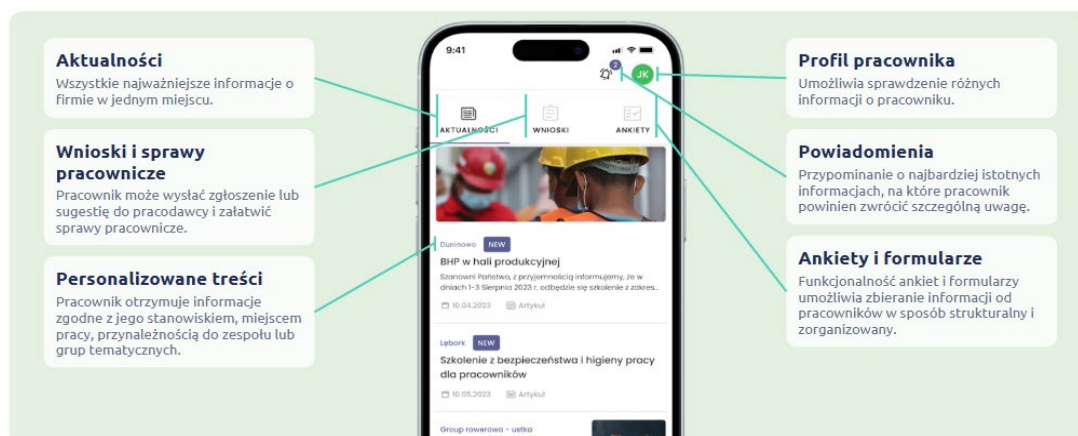 Aktualności
Wszystkie najważniejsze informacje o
firmie w jednym miejscu.
Wnioski i sprawy
pracownicze
Pracownik może wysłać zgłoszenie lub
sugestię do pracodawcy i załatwić
sprawy pracownicze.
Personalizowane treści
Pracownik otrzymuje informacje
zgodne z jego stanowiskiem, miejscem
pracy, przynależnością do zespołu lub
grup tematycznych.
9:41
2
JK
AKTUALNOŚCI
WNIOSKI
ANKIETY
Duninowo NEW
BHP w hali produkcyjnej
Szanowni Państwo, z przyjemnością informujemy, że w
dniach 1-3 Sierpnia 2023 r. odbędzie się szkolenie z zakres...
10.04.2023 Artykuł
Lębork NEW
Szkolenie z bezpieczeństwa i higieny pracy
dla pracowników
10.05.2023 Artykuł
Group rowerowa - ustka
Profil pracownika
Umożliwia sprawdzenie różnych
informacji o pracowniku.
Powiadomienia
Przypominanie o najbardziej istotnych
informacjach, na które pracownik
powinien zwrócić szczególną uwagę.
Ankiety i formularze
Funkcjonalność ankiet i formularzy
umożliwia zbieranie informacji od
pracowników w sposób strukturalny i
zorganizowany.